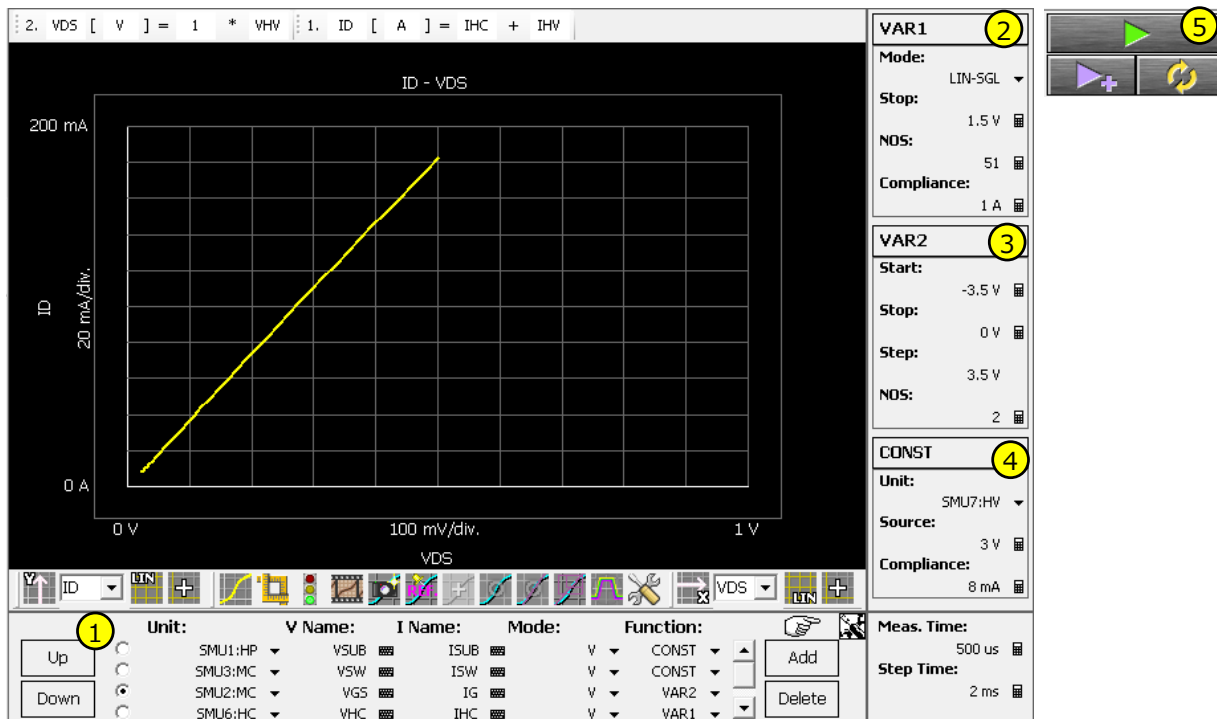 2. VDS [ V ] = 1 * VHV 1. ID [ A ] = IHC + IHV
ID - VDS
200 mA
ID
20 mA/div.
0 A
0 V 100 mV/div. 1 V
VDS
Y ID LIN REF. X VDS LIN
1
Up
Down
Unit: V Name: I Name: Mode: Function:
SMU1:HP VSUB ISUB V CONST
SMU3:MC VSW ISW V CONST
SMU2:MC VGS IG V VAR2
SMU6:HC VHC IHC V VAR1
Add
Delete
VAR1 2
Mode:
LIN-SGL
Stop:
1.5 V
NOS:
51
Compliance:
1 A
VAR2 3
Start:
-3.5 V
Stop:
0 V
Step:
3.5 V
NOS:
2
CONST 4
Unit:
SMU7:HV
Source:
3 V
Compliance:
8 mA
Meas. Time:
500 us
Step Time:
2 ms
5